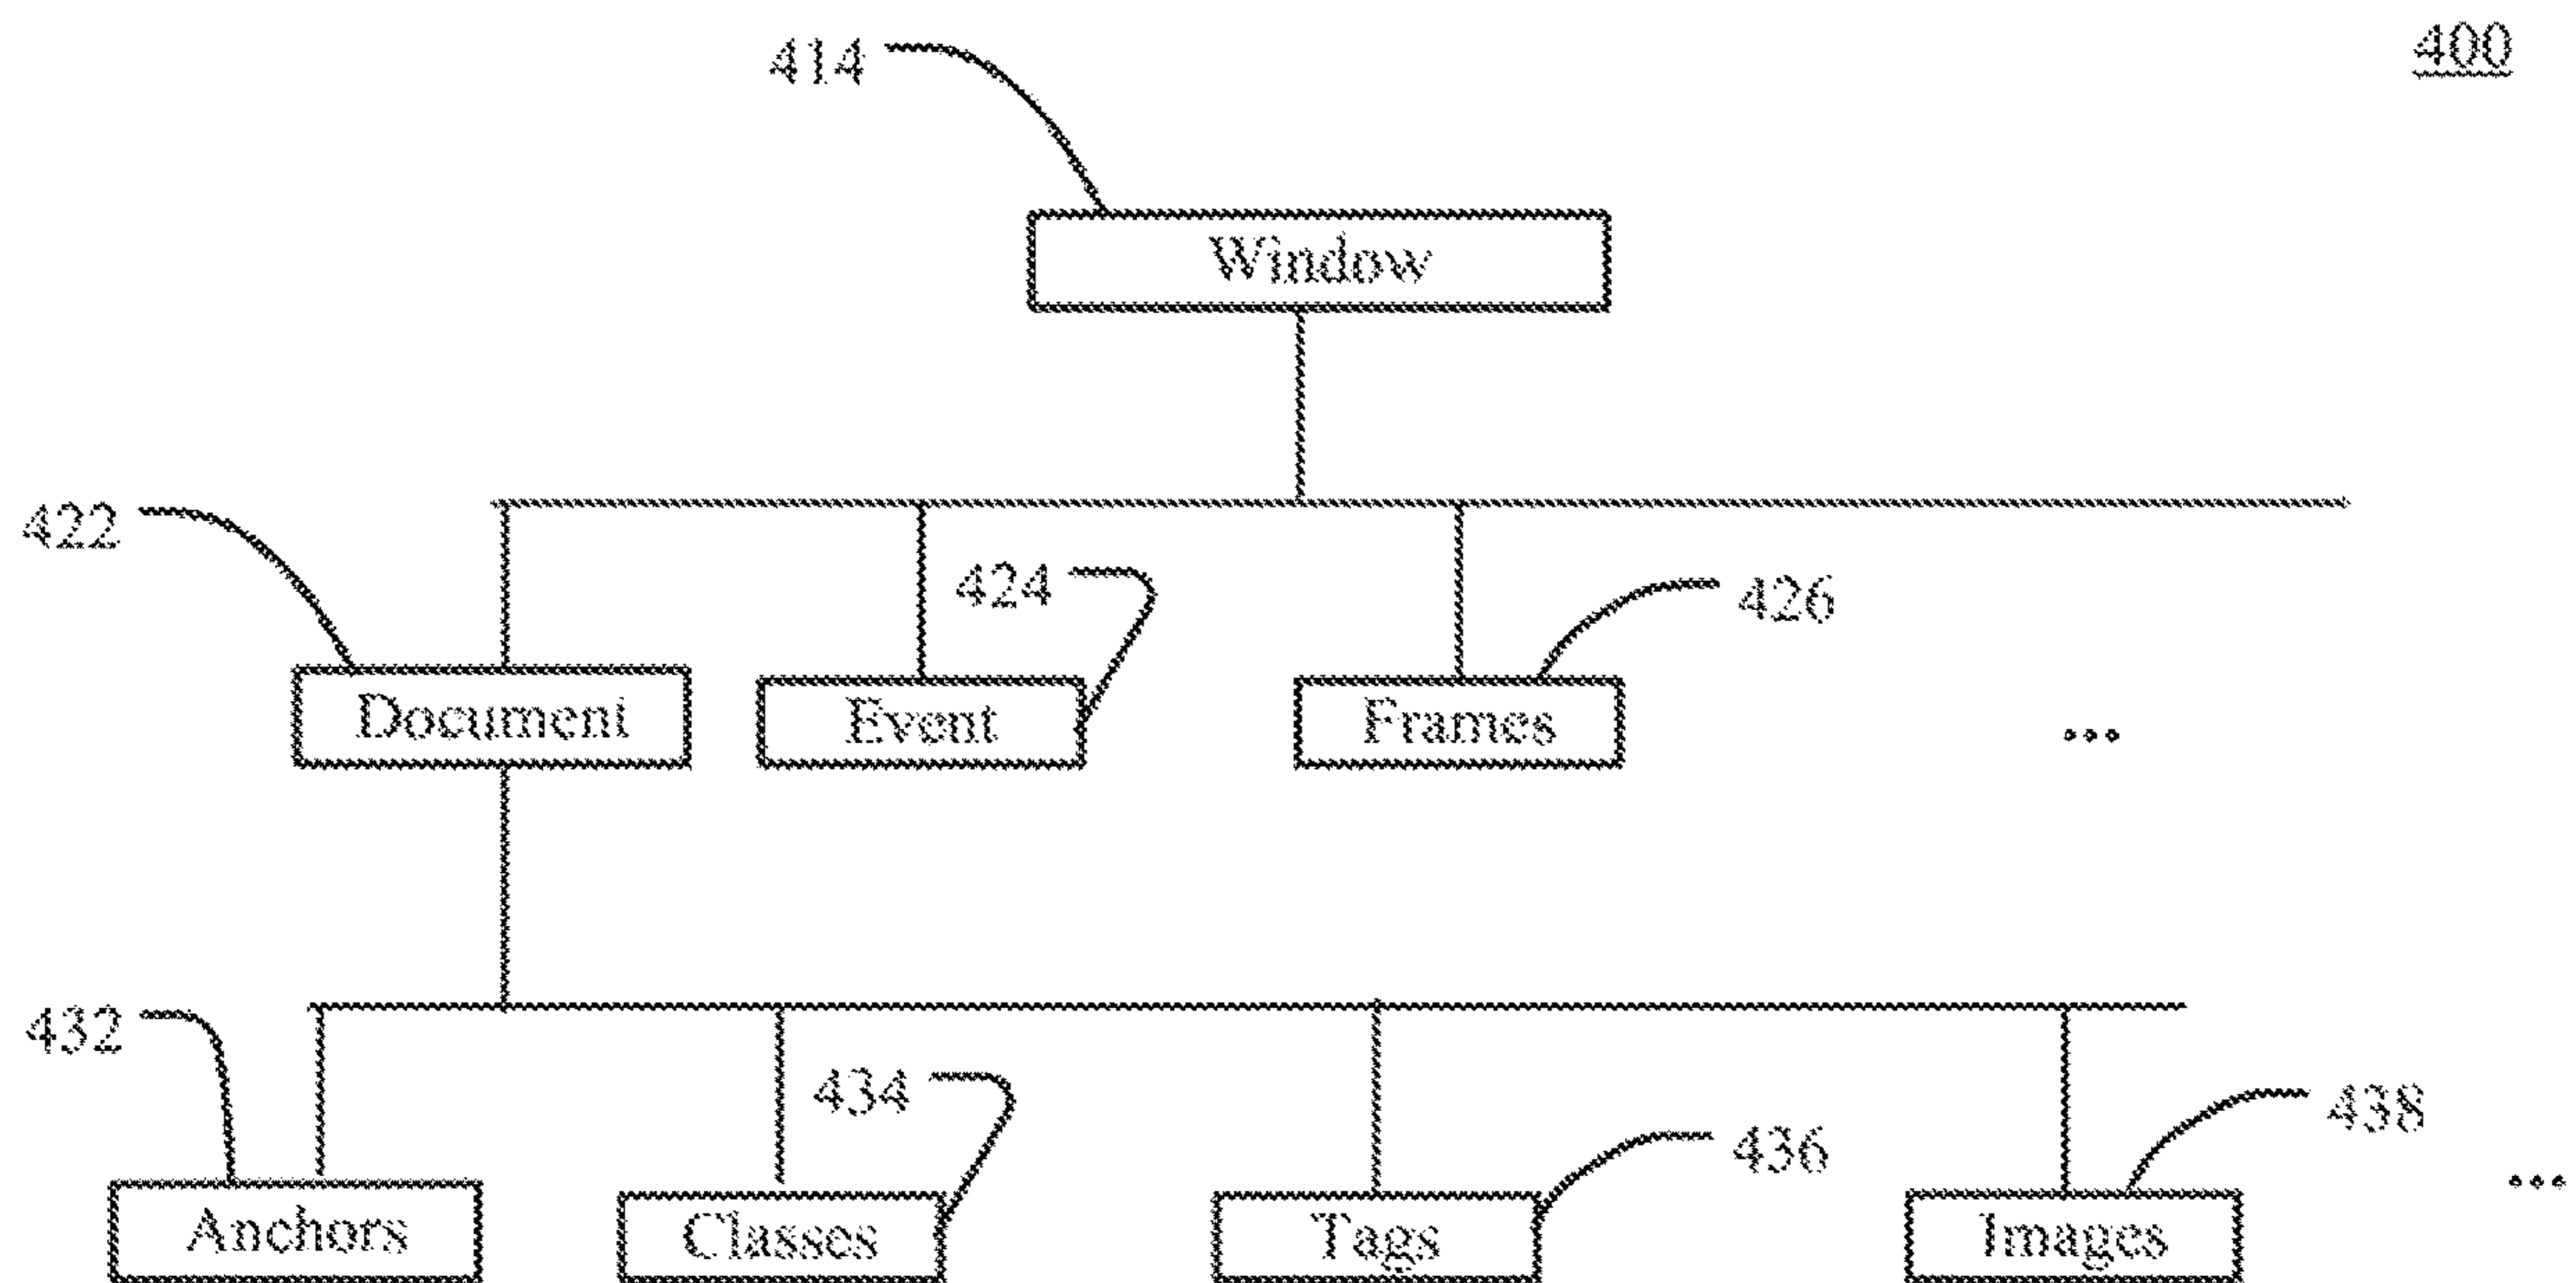 400
414
Window
422
424
426
Document
Event
Frames
...
432
434
436
438
Anchors
Classes
Tags
Images
...